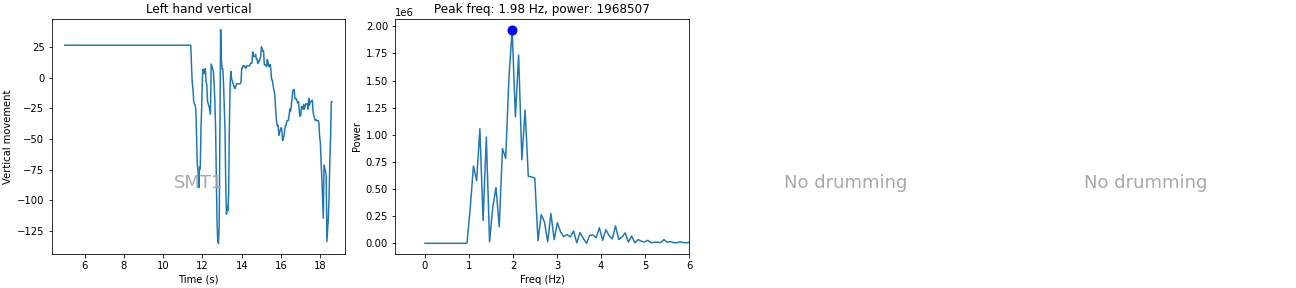 Left hand vertical
Vertical movement
25
0
−25
−50
−75
−100
−125
SMT1
6 8 10 12 14 16 18
Time (s)
Peak freq: 1.98 Hz, power: 1968507
1e6
Power
2.00
1.75
1.50
1.25
1.00
0.75
0.50
0.25
0.00
0 1 2 3 4 5 6
Freq (Hz)
No drumming
No drumming